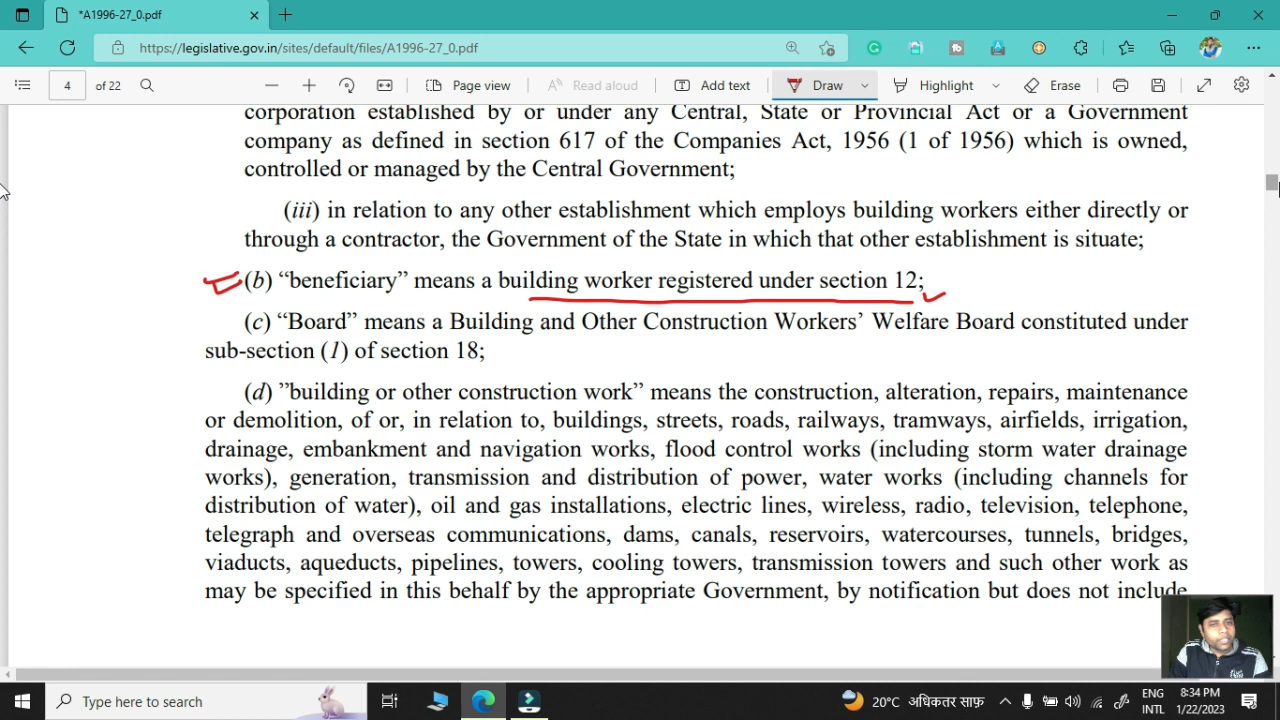 *A1996-27_0.pdf
https://legislative.gov.in/sites/default/files/A1996-27_0.pdf
4 of 22 Page view Read aloud Add text Draw Highlight Erase
corporation established by or under any Central, State or Provincial Act or a Government
company as defined in section 617 of the Companies Act, 1956 (1 of 1956) which is owned,
controlled or managed by the Central Government;
(iii) in relation to any other establishment which employs building workers either directly or
through a contractor, the Government of the State in which that other establishment is situate;
(b) “beneficiary” means a building worker registered under section 12;
(c) “Board” means a Building and Other Construction Workers’ Welfare Board constituted under
sub-section (1) of section 18;
(d) ”building or other construction work” means the construction, alteration, repairs, maintenance
or demolition, of or, in relation to, buildings, streets, roads, railways, tramways, airfields, irrigation,
drainage, embankment and navigation works, flood control works (including storm water drainage
works), generation, transmission and distribution of power, water works (including channels for
distribution of water), oil and gas installations, electric lines, wireless, radio, television, telephone,
telegraph and overseas communications, dams, canals, reservoirs, watercourses, tunnels, bridges,
viaducts, aqueducts, pipelines, towers, cooling towers, transmission towers and such other work as
may be specified in this behalf by the appropriate Government, by notification but does not include
Type here to search 20°C अधिकतर साफ़ ENG 8:34 PM
INTL 1/22/2023